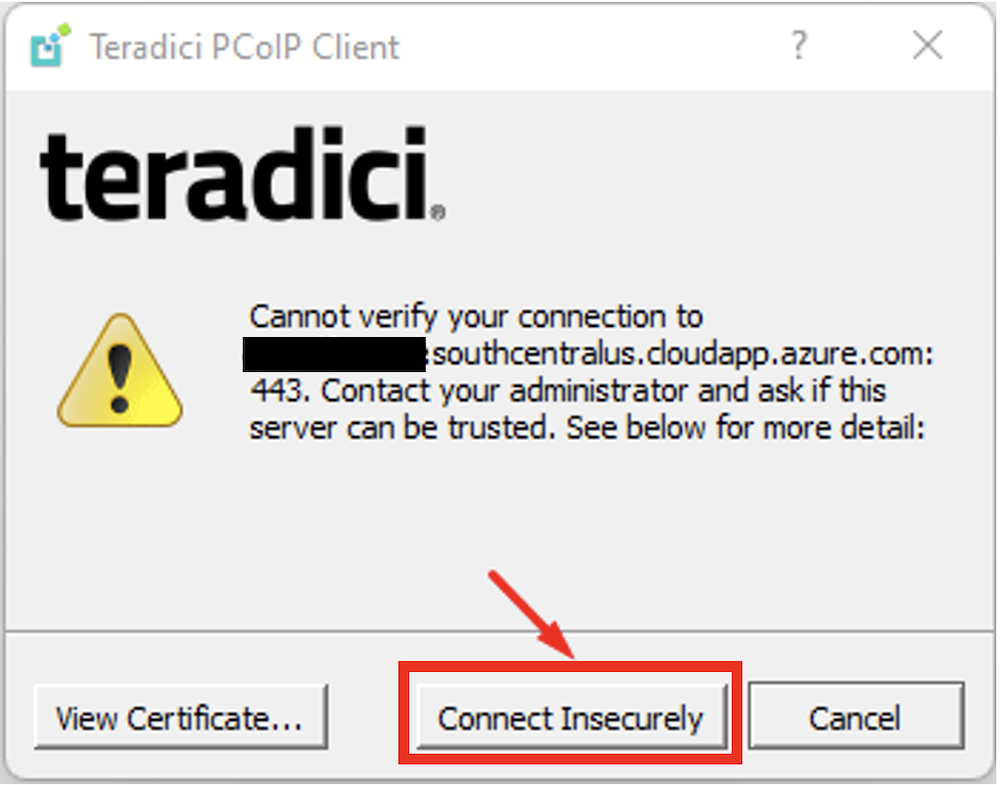 Teradici PCoIP Client
?
teradici®
Cannot verify your connection to
:southcentralus.cloudapp.azure.com:
443. Contact your administrator and ask if this
server can be trusted. See below for more detail:
View Certificate... Connect Insecurely Cancel